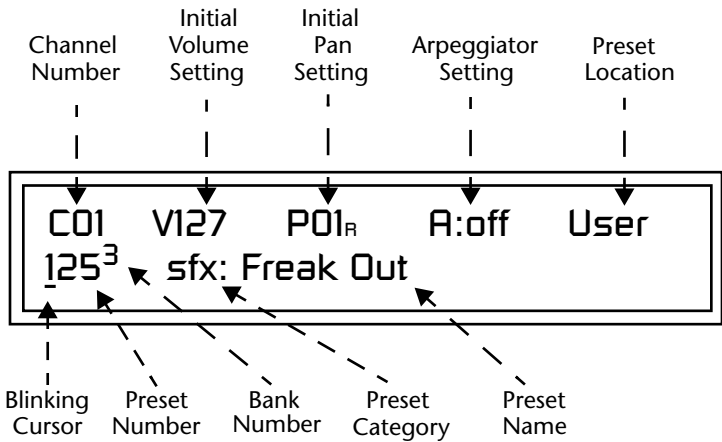 Channel Number
Initial Volume Setting
Initial Pan Setting
Arpeggiator Setting
Preset Location
C01 V127 P01R A:off User
125³ sfx: Freak Out
Blinking Cursor
Preset Number
Bank Number
Preset Category
Preset Name